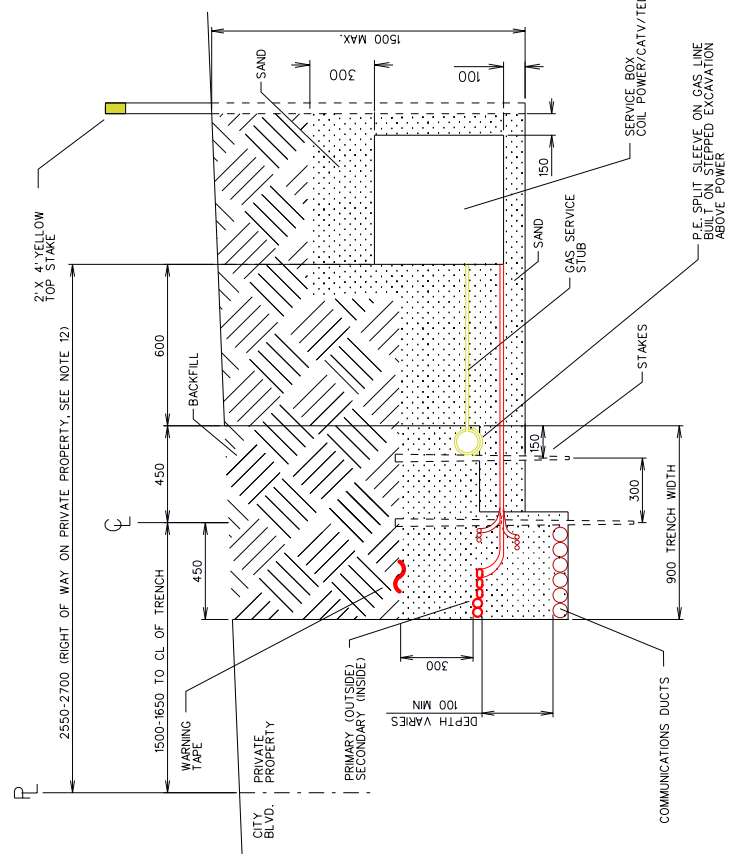 1500 MAX.
300
100
SAND
SERVICE BOX
COIL POWER/CATV/TEL
2"X 4"YELLOW
TOP STAKE
150
P.E. SPLIT SLEEVE ON GAS LINE
BUILT ON STEPPED EXCAVATION
ABOVE POWER
GAS SERVICE
STUB
SAND
2550-2700 (RIGHT OF WAY ON PRIVATE PROPERTY, SEE NOTE 12)
600
BACKFILL
450
150
STAKES
300
CL
450
900 TRENCH WIDTH
1500-1650 TO CL OF TRENCH
WARNING
TAPE
PRIMARY (OUTSIDE)
SECONDARY (INSIDE)
300
DEPTH VARIES
100 MIN
COMMUNICATIONS DUCTS
PL
CITY
BLVD.
PRIVATE
PROPERTY